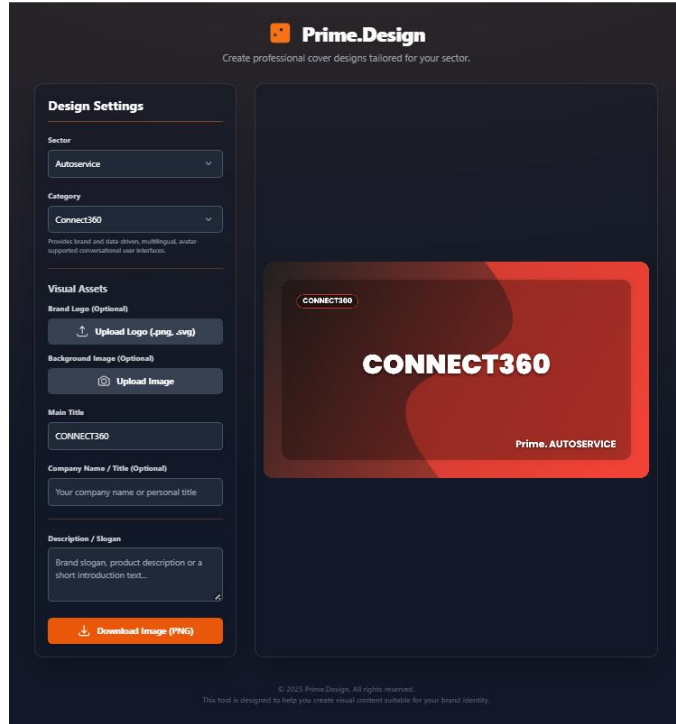 Prime.Design
Create professional cover designs tailored for your sector.
Design Settings
Sector
Autoservice
Category
Connect360
Provides brand and data-driven, multilingual, avatar-
supported conversational user interfaces.
Visual Assets
Brand Logo (Optional)
Upload Logo (.png, .svg)
Background Image (Optional)
Upload Image
Main Title
CONNECT360
Company Name / Title (Optional)
Your company name or personal title
Description / Slogan
Brand slogan, product description or a
short introduction text...
Download Image (PNG)
CONNECT360
CONNECT360
Prime. AUTOSERVICE
© 2025 Prime.Design. All rights reserved.
This tool is designed to help you create visual content suitable for your brand identity.